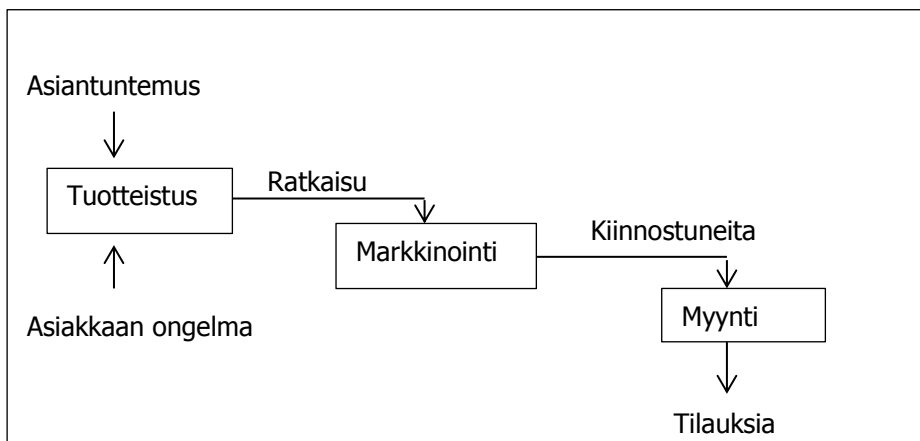 Asiantuntemus
Tuotteistus
Ratkaisu
Markkinointi
Kiinnostuneita
Asiakkaan ongelma
Myynti
Tilauksia